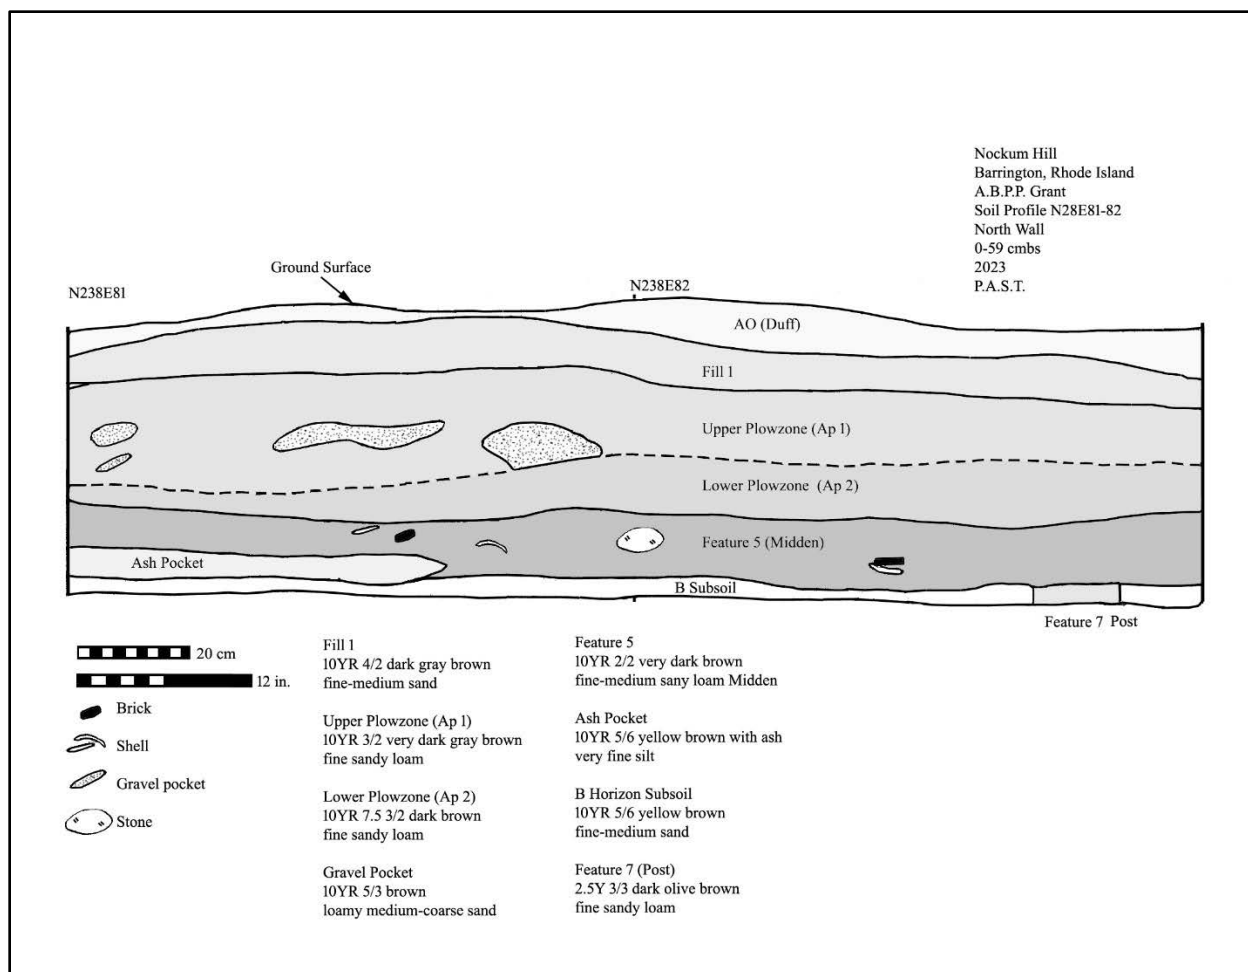 Nockum Hill
Barrington, Rhode Island
A.B.P.P. Grant
Soil Profile N28E81-82
North Wall
0-59 cmbs
2023
P.A.S.T.
Ground Surface
N238E81
N238E82
AO (Duff)
Fill 1
Upper Plowzone (Ap 1)
Lower Plowzone (Ap 2)
Feature 5 (Midden)
Ash Pocket
B Subsoil
Feature 7 Post
20 cm
12 in.
Brick
Shell
Gravel pocket
Stone
Fill 1
10YR 4/2 dark gray brown
fine-medium sand
Upper Plowzone (Ap 1)
10YR 3/2 very dark gray brown
fine sandy loam
Lower Plowzone (Ap 2)
10YR 7.5 3/2 dark brown
fine sandy loam
Gravel Pocket
10YR 5/3 brown
loamy medium-coarse sand
Feature 5
10YR 2/2 very dark brown
fine-medium sany loam Midden
Ash Pocket
10YR 5/6 yellow brown with ash
very fine silt
B Horizon Subsoil
10YR 5/6 yellow brown
fine-medium sand
Feature 7 (Post)
2.5Y 3/3 dark olive brown
fine sandy loam